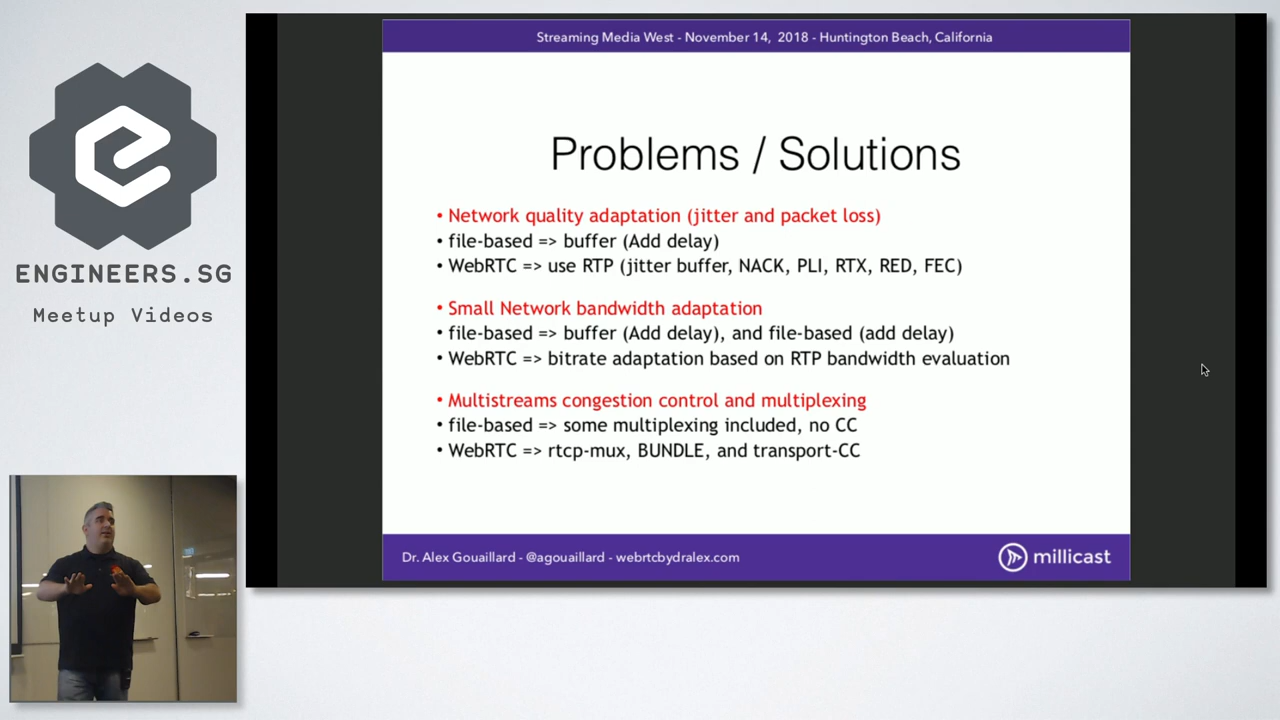 Streaming Media West - November 14, 2018 - Huntington Beach, California
Problems / Solutions
• Network quality adaptation (jitter and packet loss)
• file-based => buffer (Add delay)
• WebRTC => use RTP (jitter buffer, NACK, PLI, RTX, RED, FEC)
• Small Network bandwidth adaptation
• file-based => buffer (Add delay), and file-based (add delay)
• WebRTC => bitrate adaptation based on RTP bandwidth evaluation
• Multistreams congestion control and multiplexing
• file-based => some multiplexing included, no CC
• WebRTC => rtcp-mux, BUNDLE, and transport-CC
Dr. Alex Gouaillard - @agouaillard - webrtcbydralex.com
millicast
ENGINEERS.SG
Meetup Videos